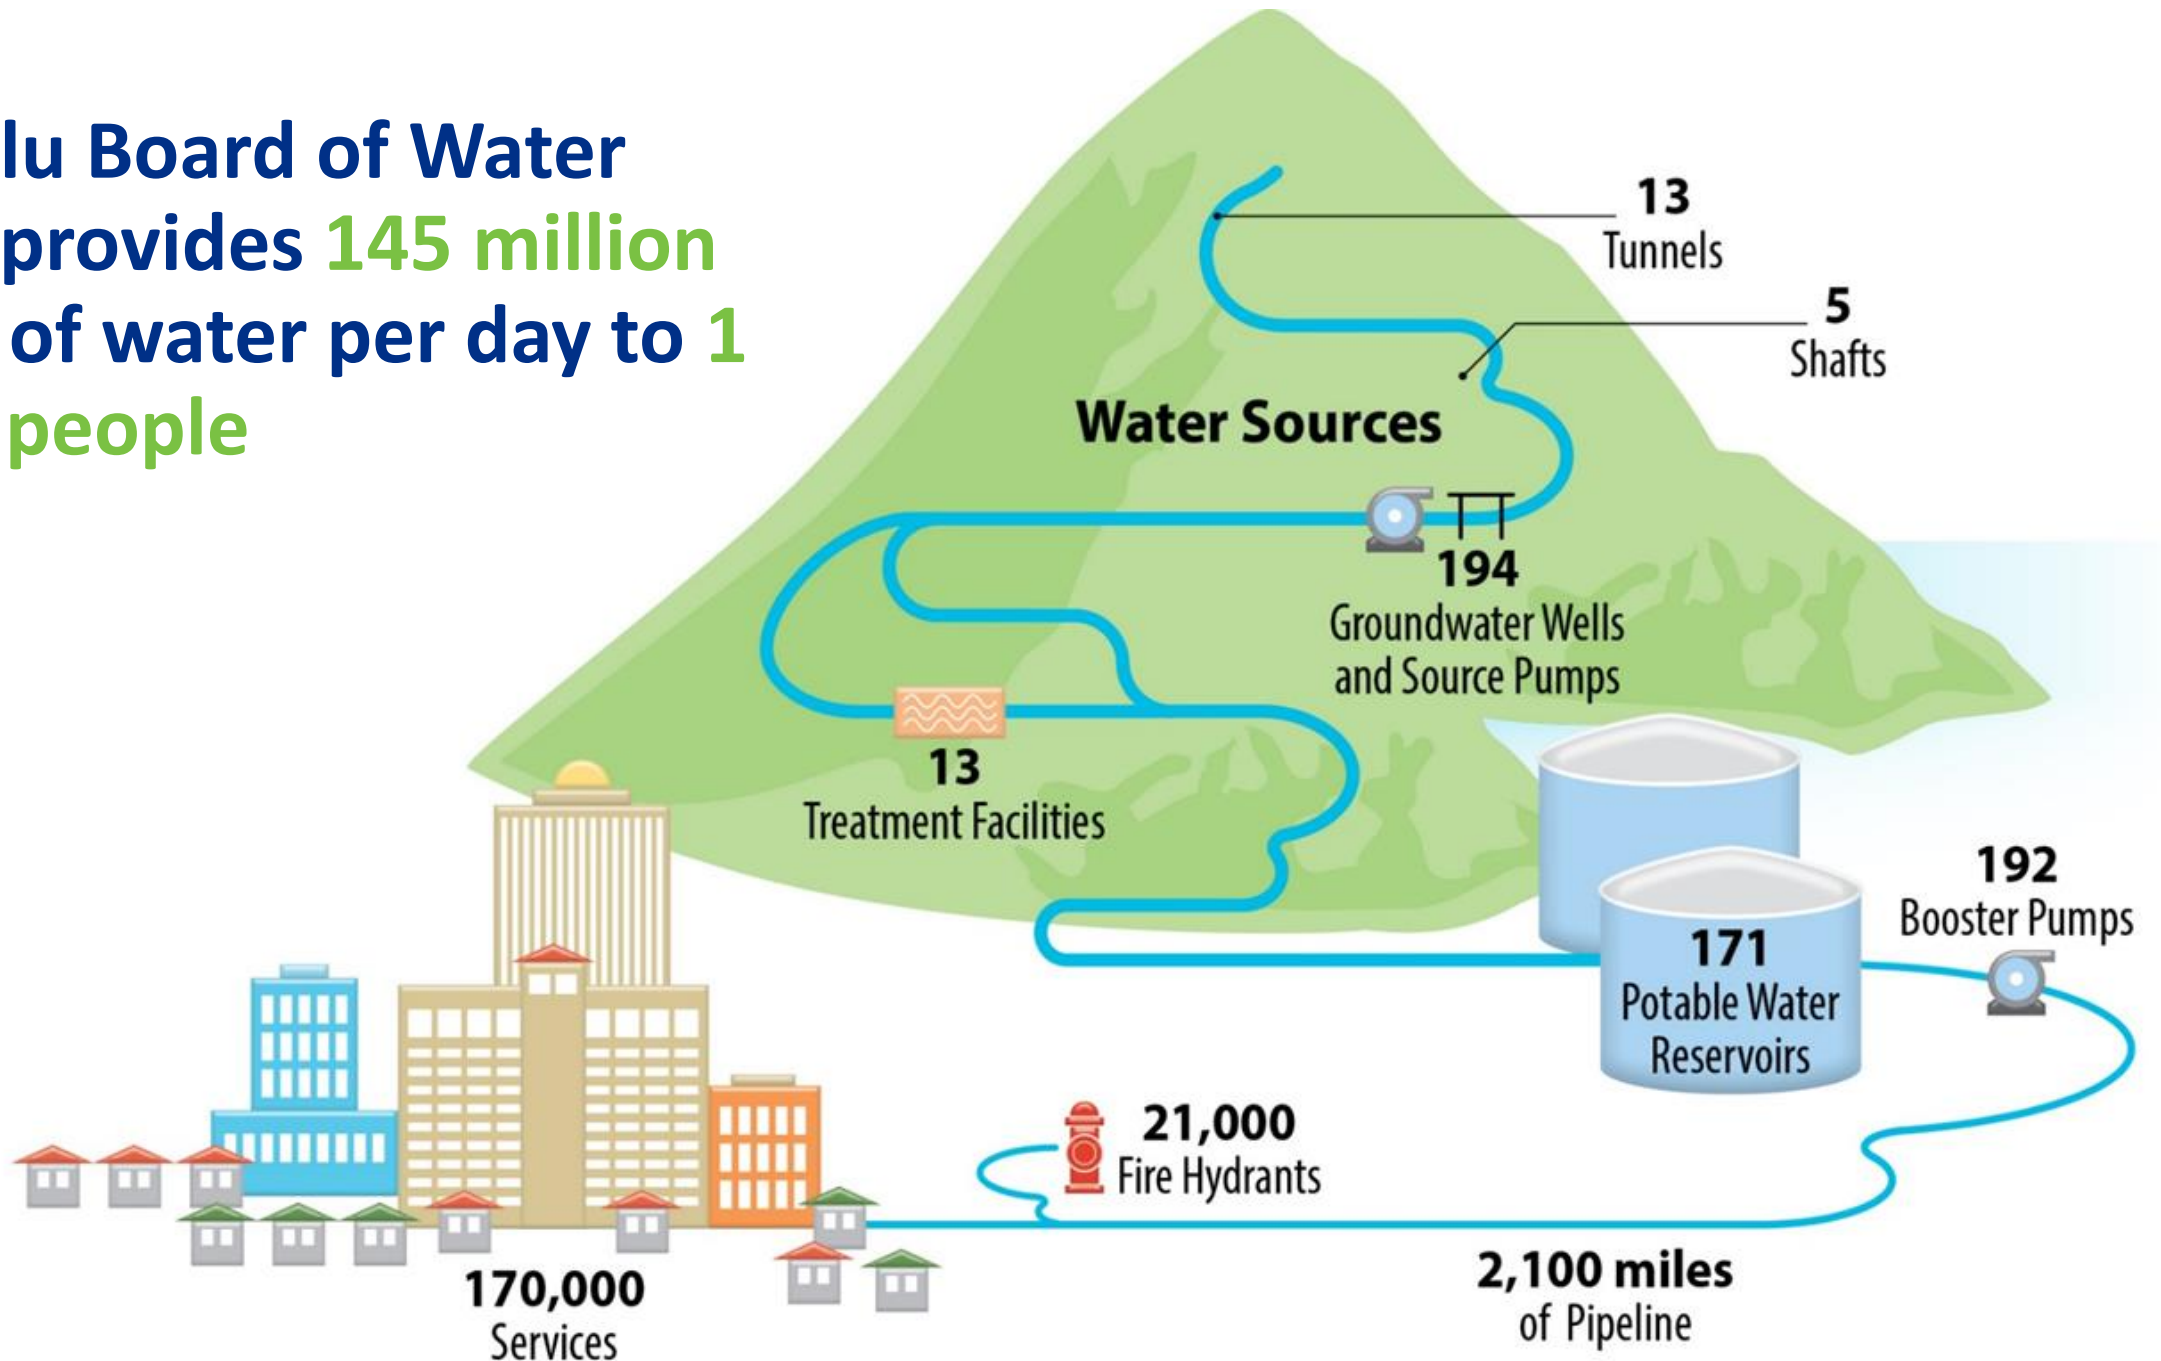 lu Board of Water
provides 145 million
of water per day to 1
people
13
Tunnels
5
Shafts
Water Sources
194
Groundwater Wells
and Source Pumps
13
Treatment Facilities
192
Booster Pumps
171
Potable Water
Reservoirs
21,000
Fire Hydrants
170,000
Services
2,100 miles
of Pipeline